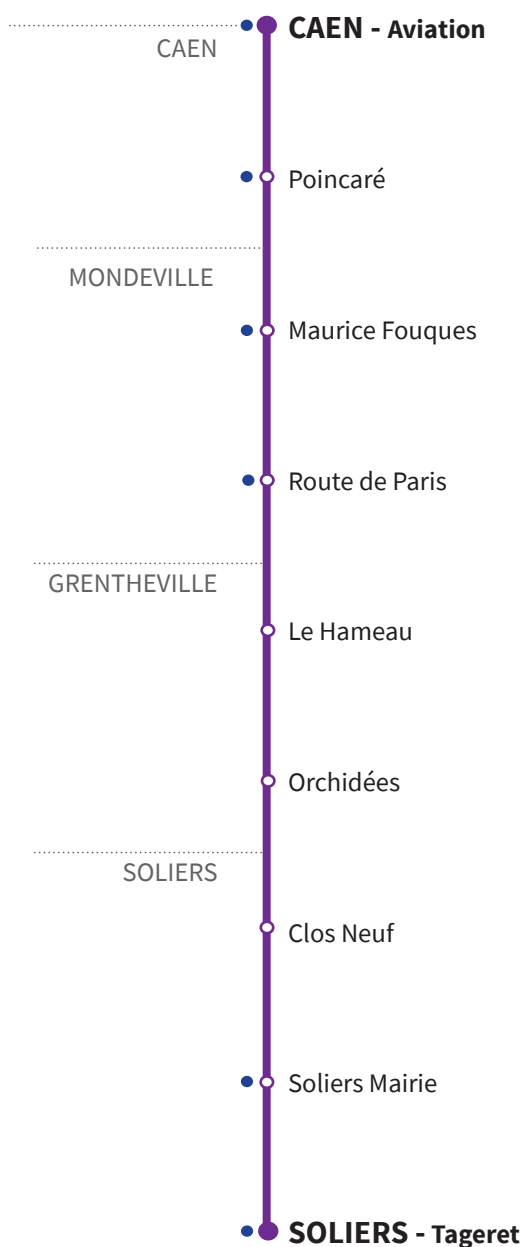 CAEN - Aviation
CAEN
Poincaré
MONDEVILLE
Maurice Fouques
Route de Paris
GRENTHEVILLE
Le Hameau
Orchidées
SOLIERS
Clos Neuf
Soliers Mairie
SOLIERS - Tageret